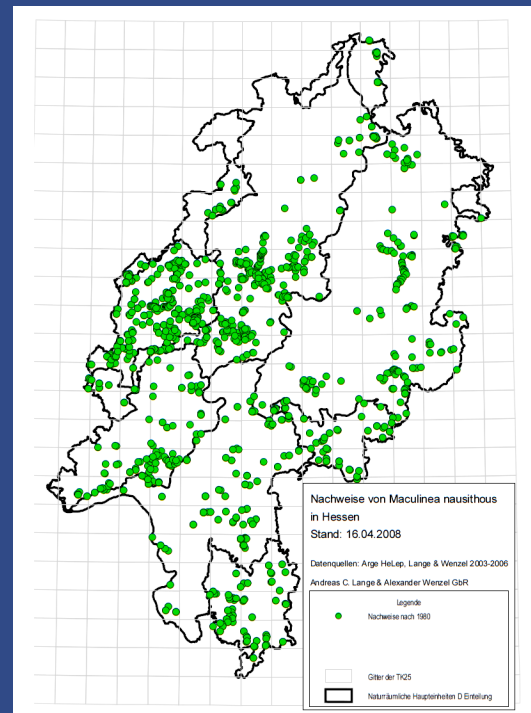 Nachweise von Maculinea nausithous
in Hessen
Stand: 16.04.2008
Datenquellen: Arge HeLep, Lange & Wenzel 2003-2006
Andreas C. Lange & Alexander Wenzel GbR
Legende
Nachweise nach 1980
Gitter der TK25
Naturräumliche Haupteinheiten D Einteilung